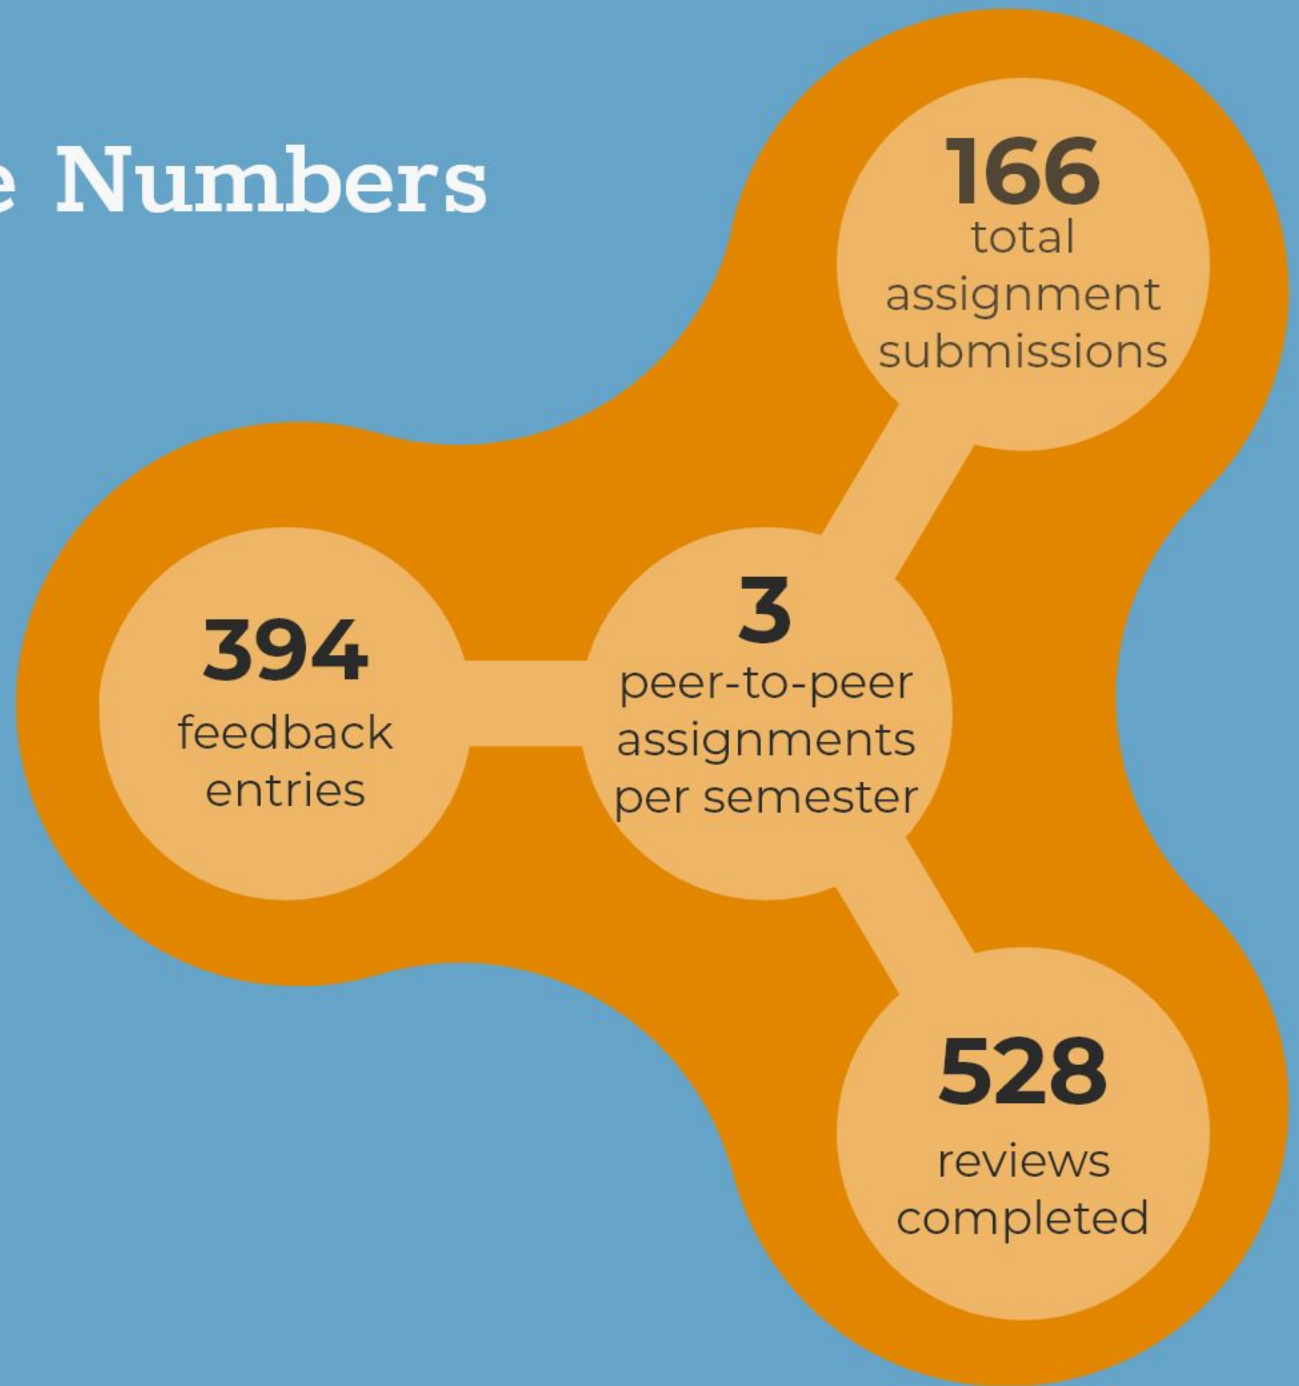 e Numbers
166
total
assignment
submissions
394
feedback
entries
3
peer-to-peer
assignments
per semester
528
reviews
completed